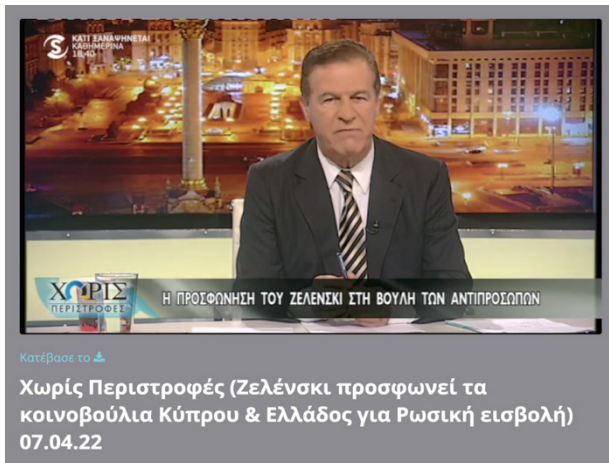 ΚΑΤΙ ΞΑΝΑΨΗΝΕΤΑΙ
ΚΑΘΗΜΕΡΙΝΑ
18:40
ΧΩΡΙΣ
ΠΕΡΙΣΤΡΟΦΕΣ
Η ΠΡΟΣΦΩΝΗΣΗ ΤΟΥ ΖΕΛΕΝΣΚΙ ΣΤΗ ΒΟΥΛΗ ΤΩΝ ΑΝΤΙΠΡΟΣΩΠΩΝ
Κατέβασε το
Χωρίς Περιστροφές (Ζελένσκι προσφωνεί τα
κοινοβούλια Κύπρου & Ελλάδος για Ρωσική εισβολή)
07.04.22